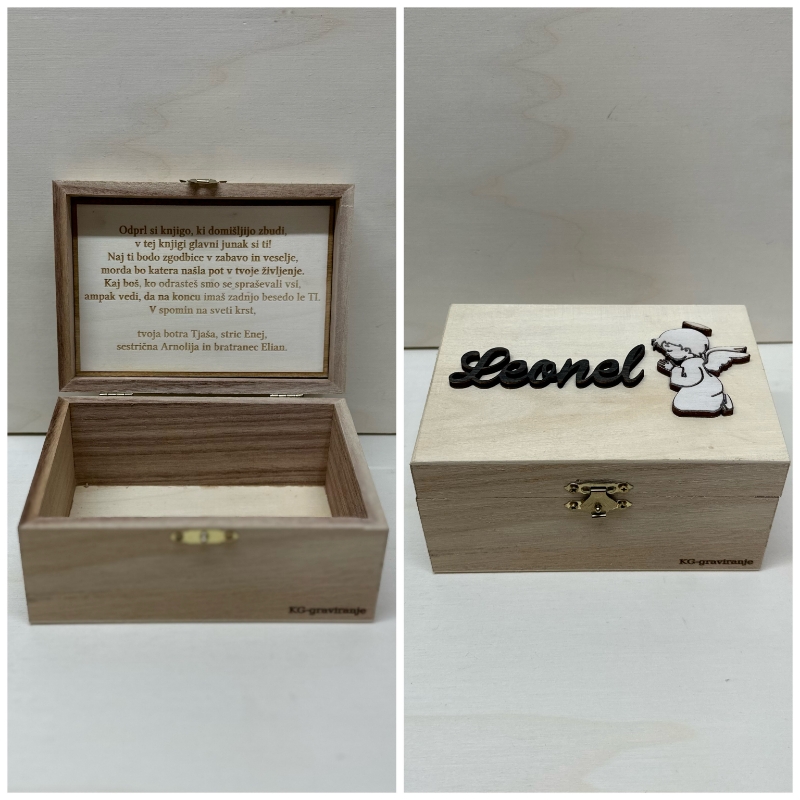 Odprl si knjigo, ki domišljijo zbudi,
v tej knjigi glavni junak si ti!
Naj ti bodo zgodbice v zabavo in veselje,
morda bo katera našla pot v tvoje življenje.
Kaj boš, ko odrasteš smo se spraševali vsi,
ampak vedi, da na koncu imaš zadnjo besedo le TI.
V spomin na sveti krst,
tvoja botra Tjaša, stric Enej,
sestrična Arnolija in bratranec Elian.
KG-graviranje
Leonel
KG-graviranje